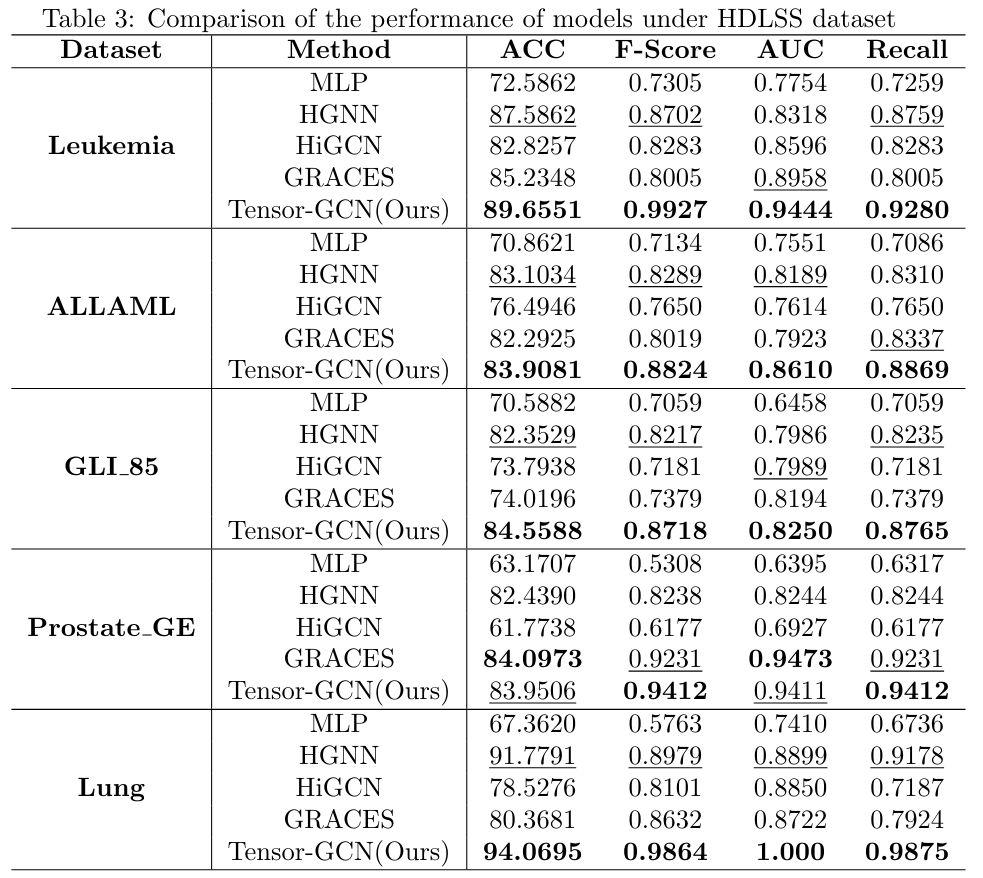 Table 3: Comparison of the performance of models under HDLSS dataset
Dataset Method ACC F-Score AUC Recall
MLP 72.5862 0.7305 0.7754 0.7259
HGNN 87.5862 0.8702 0.8318 0.8759
Leukemia HiGCN 82.8257 0.8283 0.8596 0.8283
GRACES 85.2348 0.8005 0.8958 0.8005
Tensor-GCN(Ours) 89.6551 0.9927 0.9444 0.9280
MLP 70.8621 0.7134 0.7551 0.7086
HGNN 83.1034 0.8289 0.8189 0.8310
ALLAML HiGCN 76.4946 0.7650 0.7614 0.7650
GRACES 82.2925 0.8019 0.7923 0.8337
Tensor-GCN(Ours) 83.9081 0.8824 0.8610 0.8869
MLP 70.5882 0.7059 0.6458 0.7059
HGNN 82.3529 0.8217 0.7986 0.8235
GLI_85 HiGCN 73.7938 0.7181 0.7989 0.7181
GRACES 74.0196 0.7379 0.8194 0.7379
Tensor-GCN(Ours) 84.5588 0.8718 0.8250 0.8765
MLP 63.1707 0.5308 0.6395 0.6317
HGNN 82.4390 0.8238 0.8244 0.8244
Prostate_GE HiGCN 61.7738 0.6177 0.6927 0.6177
GRACES 84.0973 0.9231 0.9473 0.9231
Tensor-GCN(Ours) 83.9506 0.9412 0.9411 0.9412
MLP 67.3620 0.5763 0.7410 0.6736
HGNN 91.7791 0.8979 0.8899 0.9178
Lung HiGCN 78.5276 0.8101 0.8850 0.7187
GRACES 80.3681 0.8632 0.8722 0.7924
Tensor-GCN(Ours) 94.0695 0.9864 1.000 0.9875